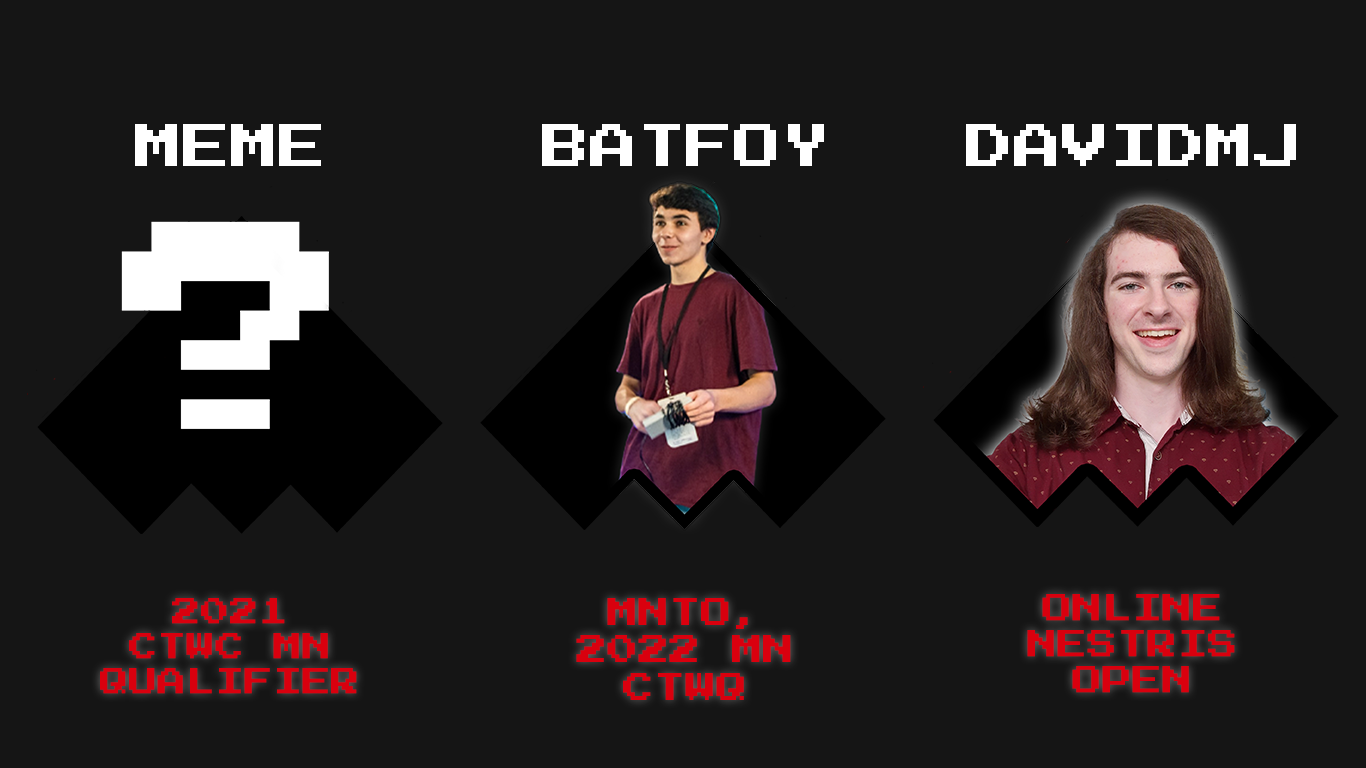 MEME
BATFOY
DAVIDMJ
2021
CTWC MN
QUALIFIER
MNTO,
2022 MN
CTWQ
ONLINE
NESTRIS
OPEN